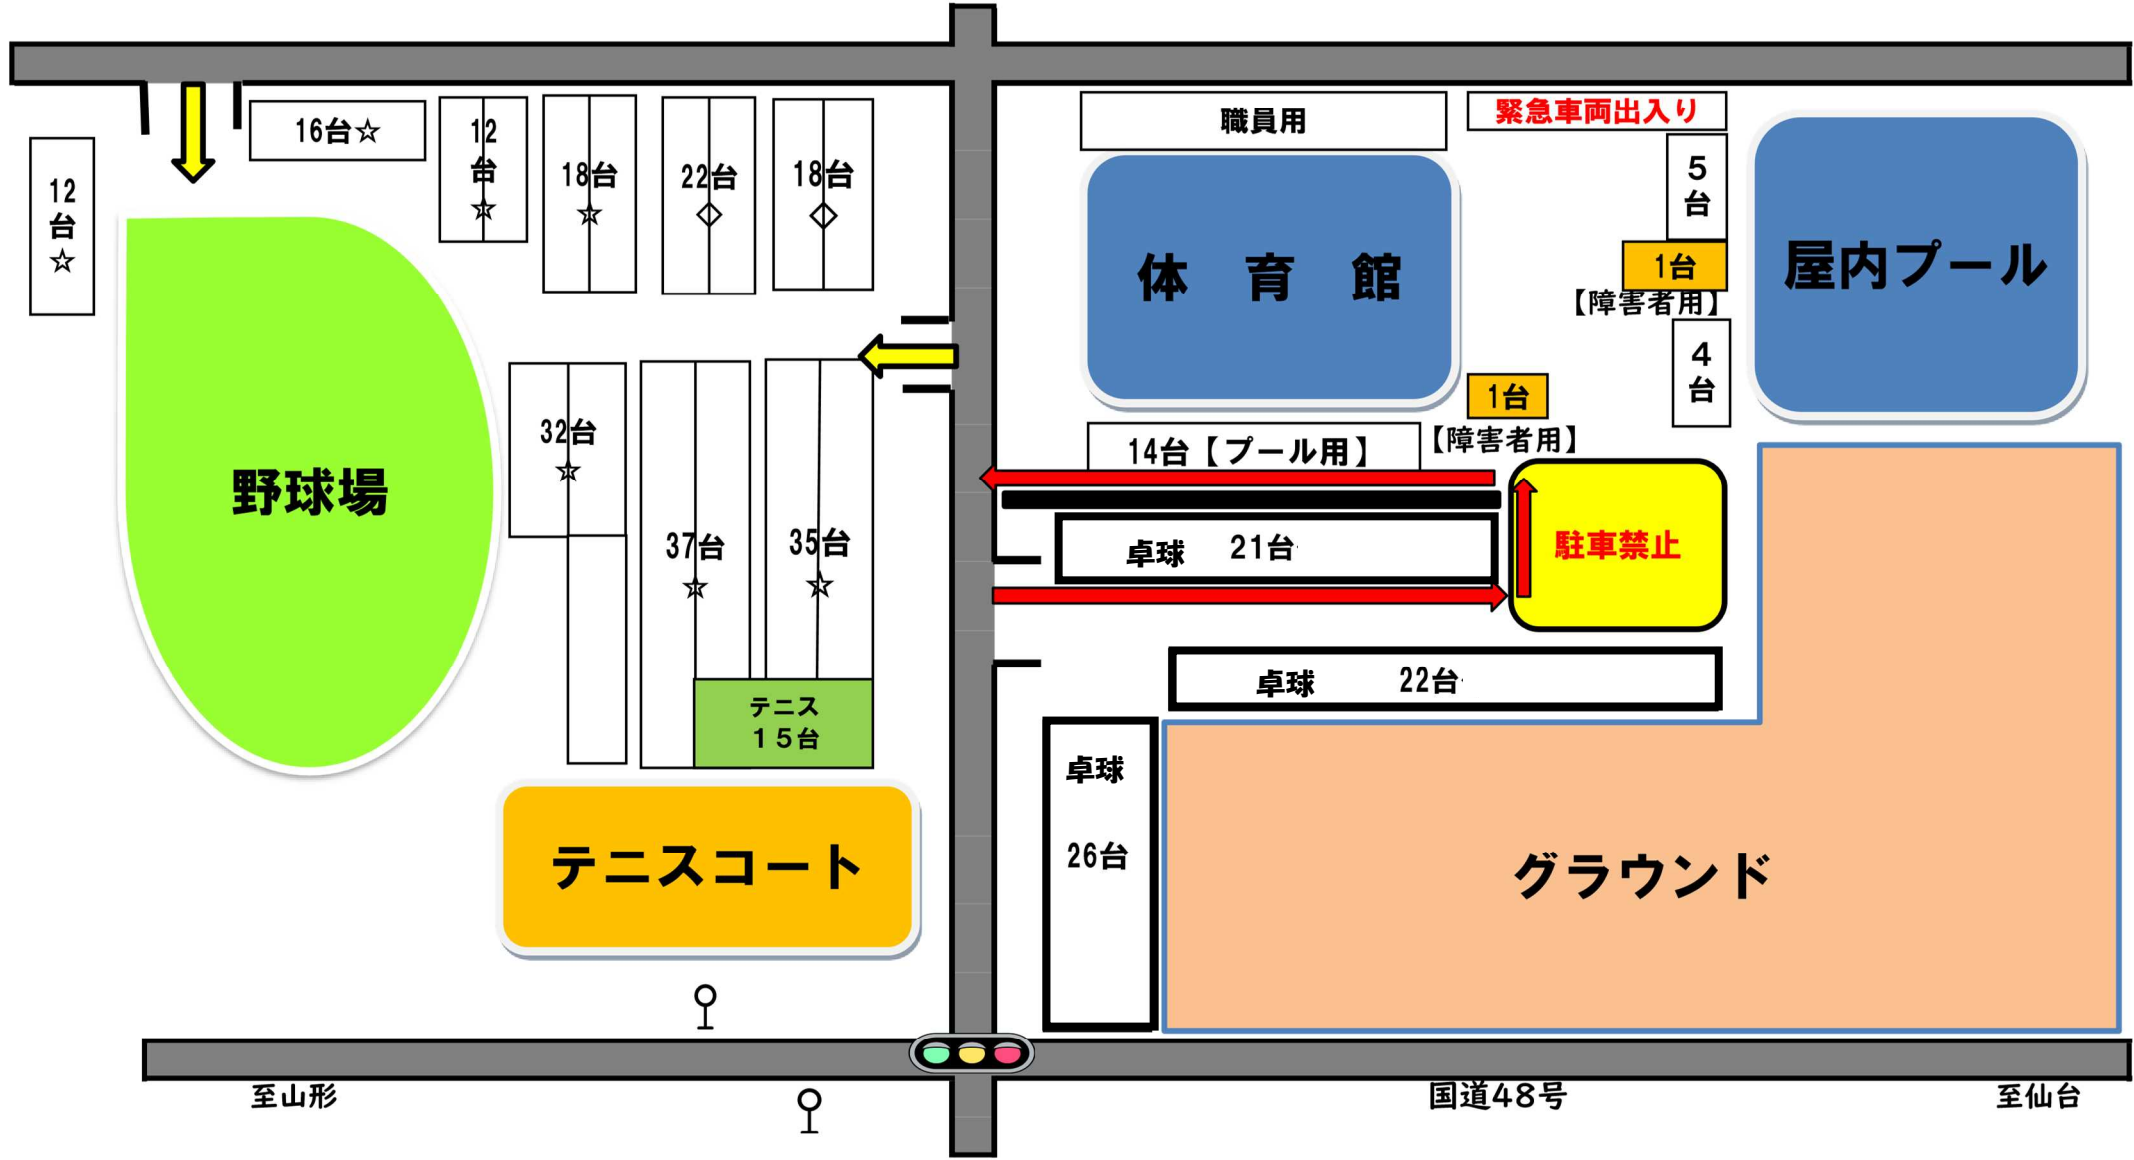 職員用
緊急車両出入り
16台☆
12
台
☆
18台
☆
22台
◇
18台
◇
12
台
☆
5
台
1台
【障害者用】
4
台
体 育 館
屋内プール
1台
【障害者用】
14台【プール用】
32台
☆
野球場
37台
☆
35台
☆
卓球 21台
駐車禁止
テニス
15台
卓球 22台
卓球
26台
テニスコート
グラウンド
至山形
国道48号
至仙台